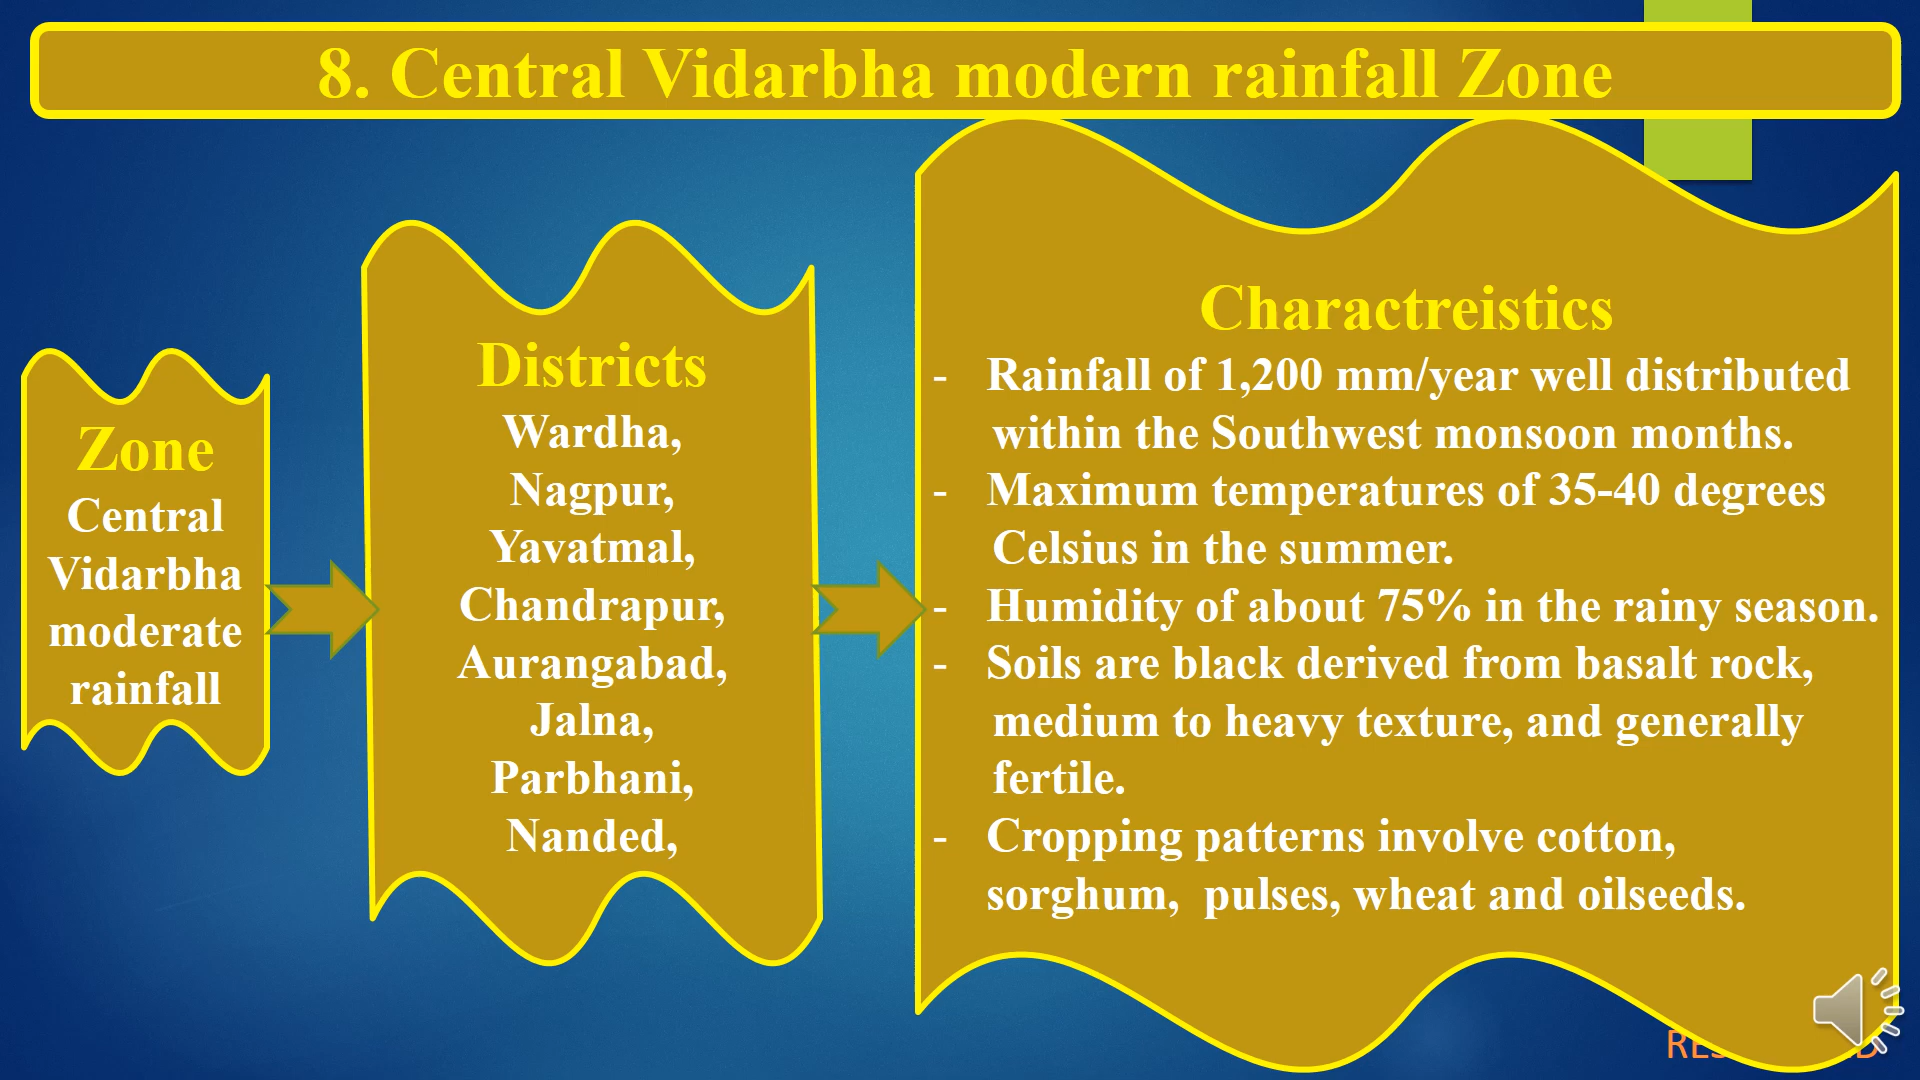 8. Central Vidarbha modern rainfall Zone
Zone
Central
Vidarbha
moderate
rainfall
Districts
Wardha,
Nagpur,
Yavatmal,
Chandrapur,
Aurangabad,
Jalna,
Parbhani,
Nanded,
Charactreistics
- Rainfall of 1,200 mm/year well distributed
within the Southwest monsoon months.
- Maximum temperatures of 35-40 degrees
Celsius in the summer.
- Humidity of about 75% in the rainy season.
- Soils are black derived from basalt rock,
medium to heavy texture, and generally
fertile.
- Cropping patterns involve cotton,
sorghum, pulses, wheat and oilseeds.